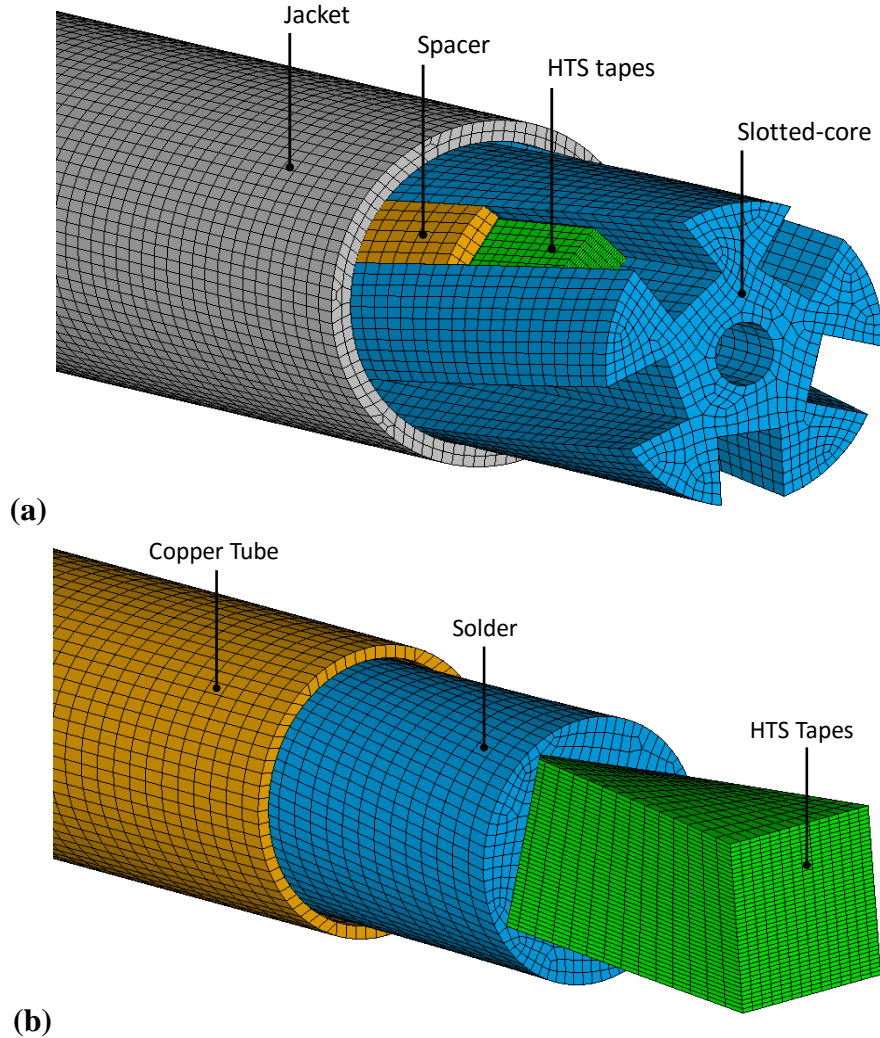 Jacket
Spacer
HTS tapes
Slotted-core
(a)
Copper Tube
Solder
HTS Tapes
(b)